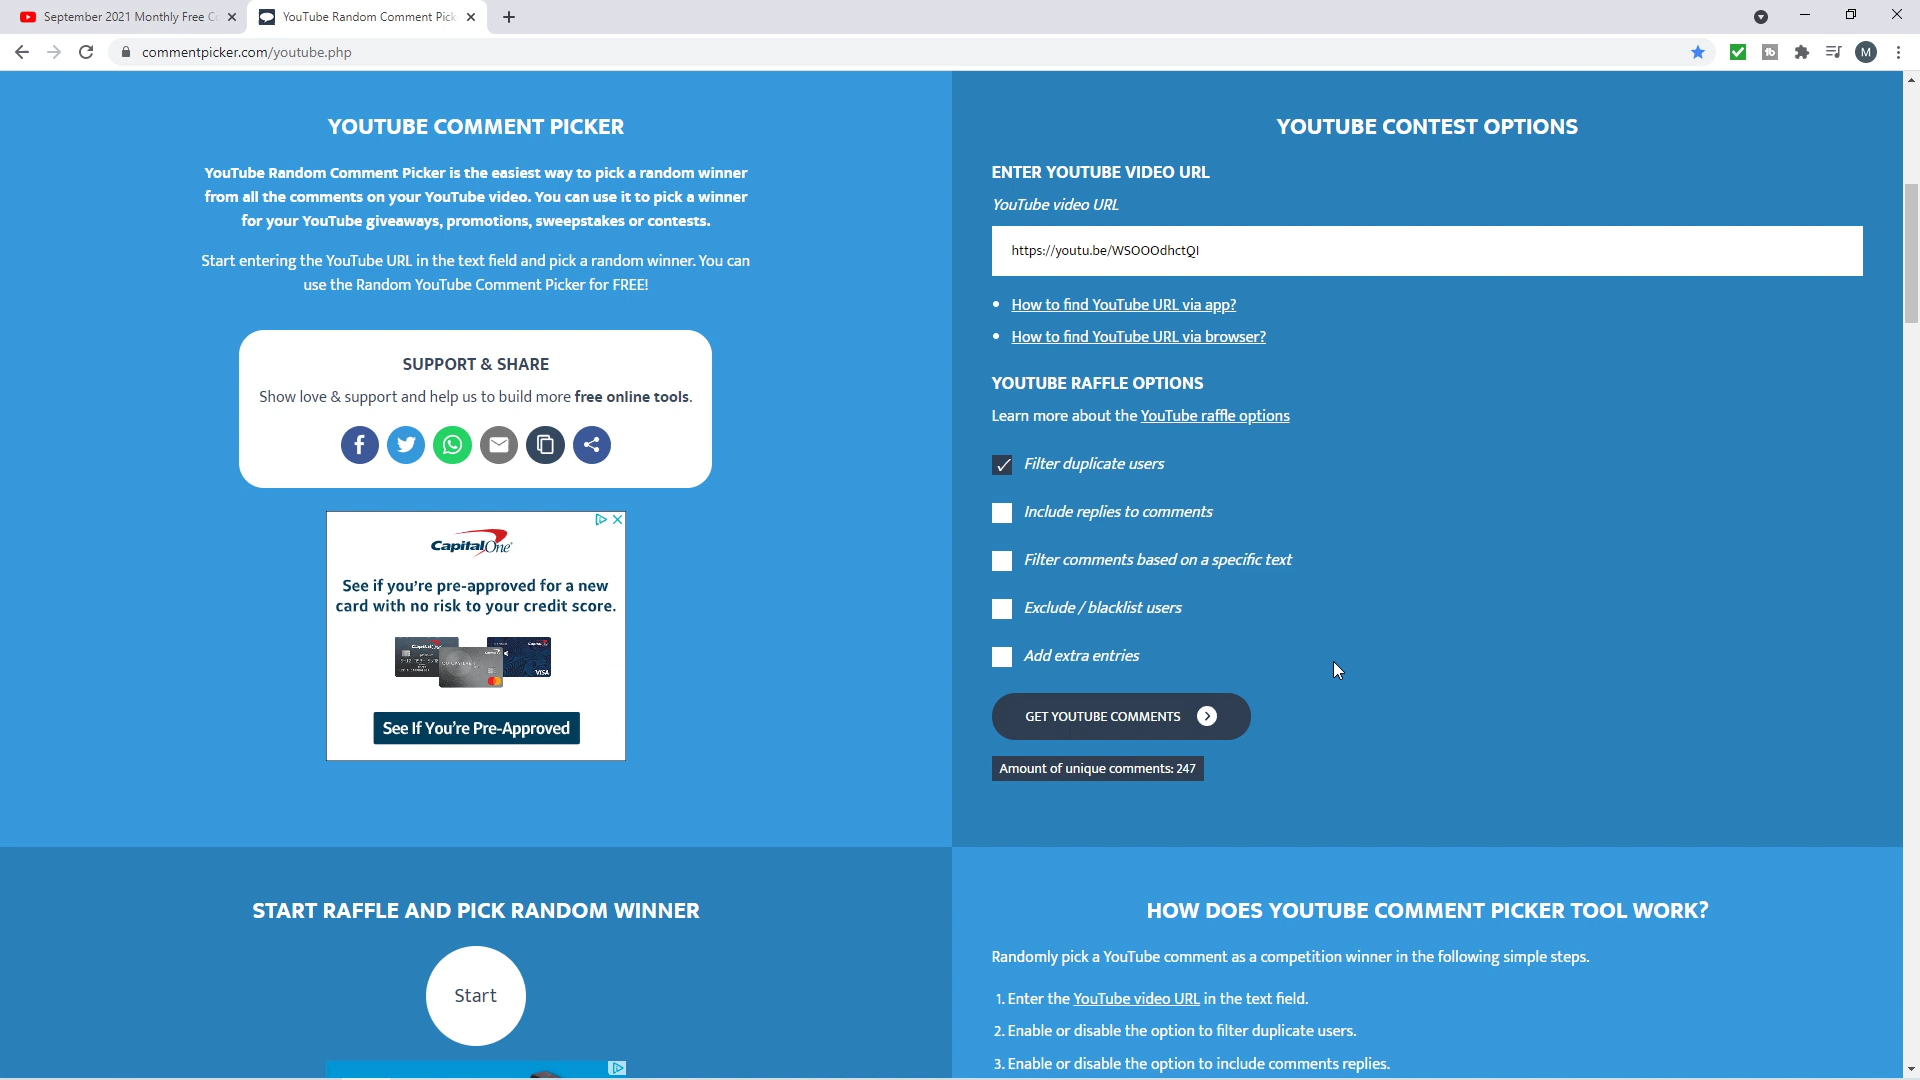 September 2021 Monthly Free C
YouTube Random Comment Pick
commentpicker.com/youtube.php
M
YOUTUBE COMMENT PICKER
YouTube Random Comment Picker is the easiest way to pick a random winner
from all the comments on your YouTube video. You can use it to pick a winner
for your YouTube giveaways, promotions, sweepstakes or contests.
Start entering the YouTube URL in the text field and pick a random winner. You can
use the Random YouTube Comment Picker for FREE!
SUPPORT & SHARE
Show love & support and help us to build more free online tools.
Capital One
See if you're pre-approved for a new
card with no risk to your credit score.
See If You're Pre-Approved
START RAFFLE AND PICK RANDOM WINNER
Start
YOUTUBE CONTEST OPTIONS
ENTER YOUTUBE VIDEO URL
YouTube video URL
https://youtu.be/WSOOOdhctQI
How to find YouTube URL via app?
How to find YouTube URL via browser?
YOUTUBE RAFFLE OPTIONS
Learn more about the YouTube raffle options
Filter duplicate users
Include replies to comments
Filter comments based on a specific text
Exclude / blacklist users
Add extra entries
GET YOUTUBE COMMENTS
Amount of unique comments: 247
HOW DOES YOUTUBE COMMENT PICKER TOOL WORK?
Randomly pick a YouTube comment as a competition winner in the following simple steps.
1. Enter the YouTube video URL in the text field.
2. Enable or disable the option to filter duplicate users.
3. Enable or disable the option to include comments replies.